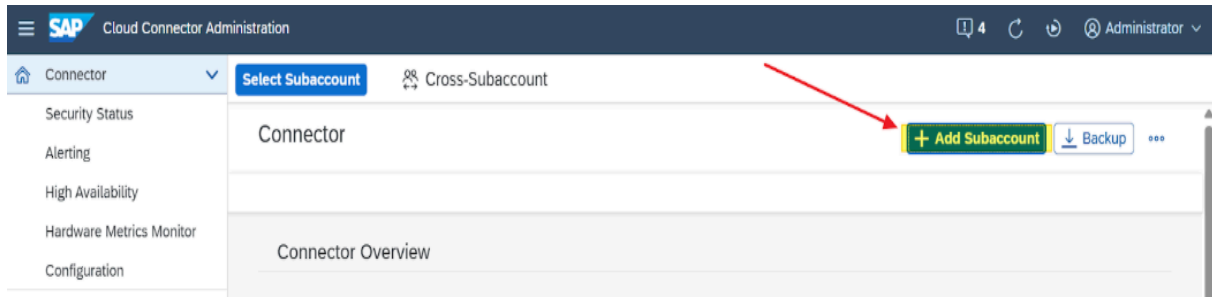 SAP Cloud Connector Administration 4 Administrator
Connector
Select Subaccount Cross-Subaccount
Security Status
Alerting
High Availability
Hardware Metrics Monitor
Configuration
Connector
+ Add Subaccount Backup
Connector Overview